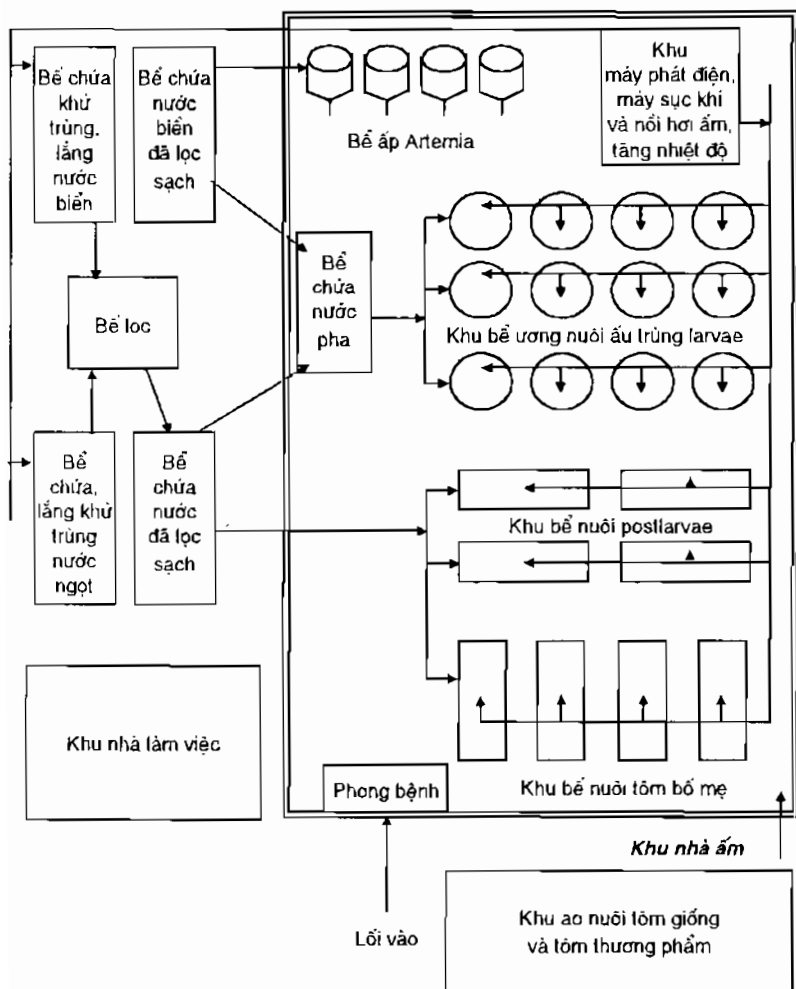 Bể chứa
khử
trùng,
lắng
nước
biển
Bể chứa
nước
biển
đã lọc
sạch
Bể ấp Artemia
Khu
máy phát điện,
máy sục khí
và nồi hơi ấm,
tăng nhiệt độ
Bể lọc
Bể
chứa
nước
pha
Khu bể ương nuôi ấu trùng larvae
Bể
chứa,
lắng khử
trùng
nước
ngọt
Bể
chứa
nước
đã lọc
sạch
Khu bể nuôi postlarvae
Khu nhà làm việc
Phong bệnh
Khu bể nuôi tôm bố mẹ
Khu nhà ấm
Lối vào
Khu ao nuôi tôm giống
và tôm thương phẩm